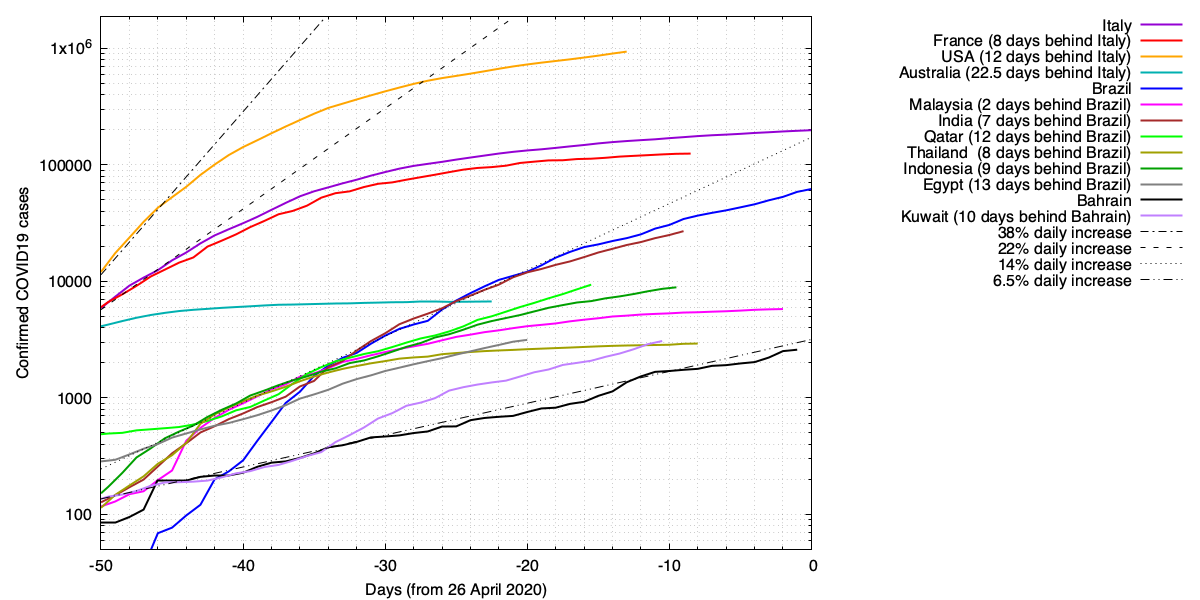 Confirmed COVID19 cases
1x10⁶
100000
10000
1000
100
-50
-40
-30
-20
-10
0
Days (from 26 April 2020)
Italy
France (8 days behind Italy)
USA (12 days behind Italy)
Australia (22.5 days behind Italy)
Brazil
Malaysia (2 days behind Brazil)
India (7 days behind Brazil)
Qatar (12 days behind Brazil)
Thailand  (8 days behind Brazil)
Indonesia (9 days behind Brazil)
Egypt (13 days behind Brazil)
Bahrain
Kuwait (10 days behind Bahrain)
38% daily increase
22% daily increase
14% daily increase
6.5% daily increase